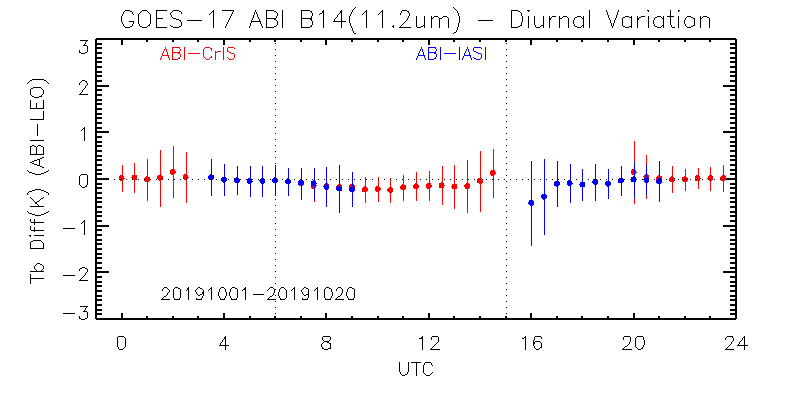 GOES-17 ABI B14(11.2um) - Diurnal Variation
ABI-CrIS
ABI-IASI
Tb Diff(K) (ABI-LEO)
3
2
1
0
-1
-2
-3
20191001-20191020
0 4 8 12 16 20 24
UTC